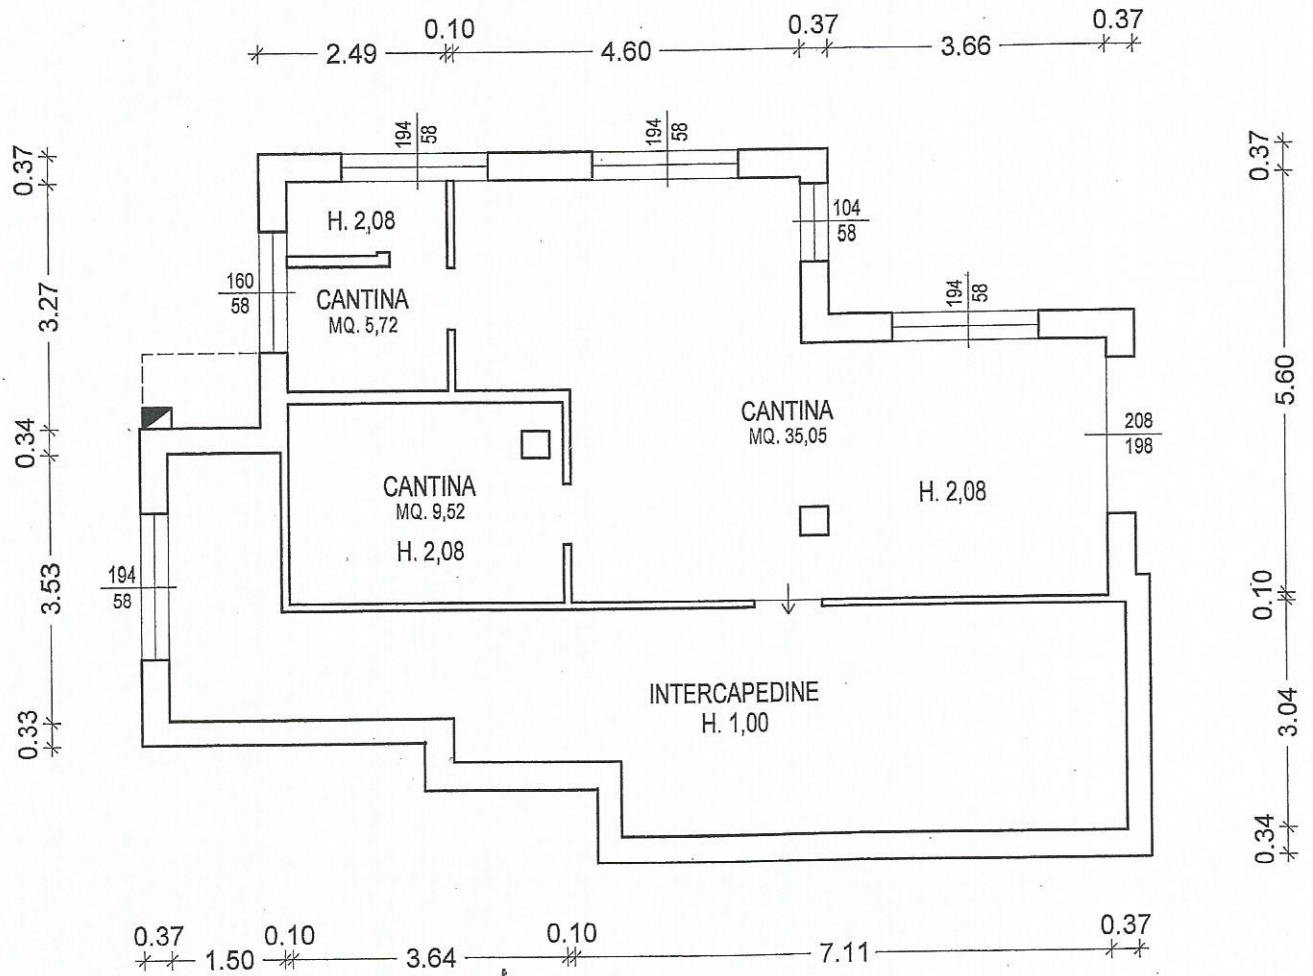 0.10 0.37 0.37
2.49 4.60 3.66
194 58
194 58
0.37
0.37
H. 2,08
104
58
160
58
CANTINA
MQ. 5,72
194 58
3.27
5.60
CANTINA
MQ. 35,05
208
198
0.34
CANTINA
MQ. 9,52
H. 2,08
H. 2,08
194
58
3.53
0.10
INTERCAPEDINE
H. 1,00
0.33
3.04
0.34
0.37 0.10 0.10 0.37
1.50 3.64 7.11